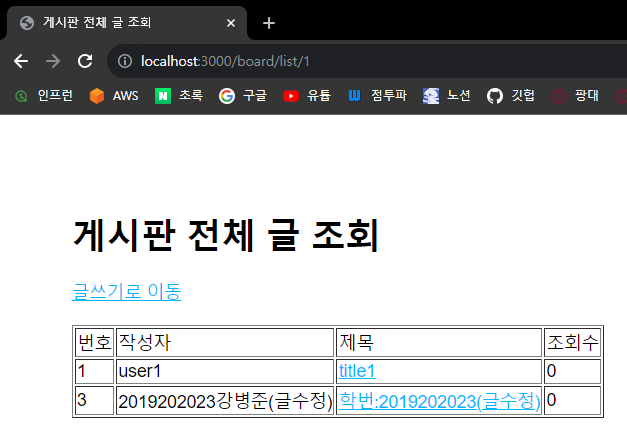 게시판 전체 글 조회
localhost:3000/board/list/1
인프런 AWS 초록 구글 유튭 점투파 노션 깃헙 팡대
게시판 전체 글 조회
글쓰기로 이동
번호 작성자 제목 조회수
1 user1 title1 0
3 2019202023강병준(글수정) 학번:2019202023(글수정) 0